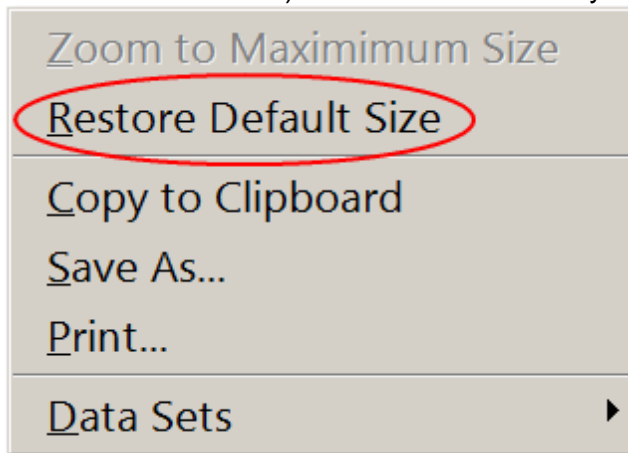 Zoom to Maximimum Size
Restore Default Size
Copy to Clipboard
Save As...
Print...
Data Sets